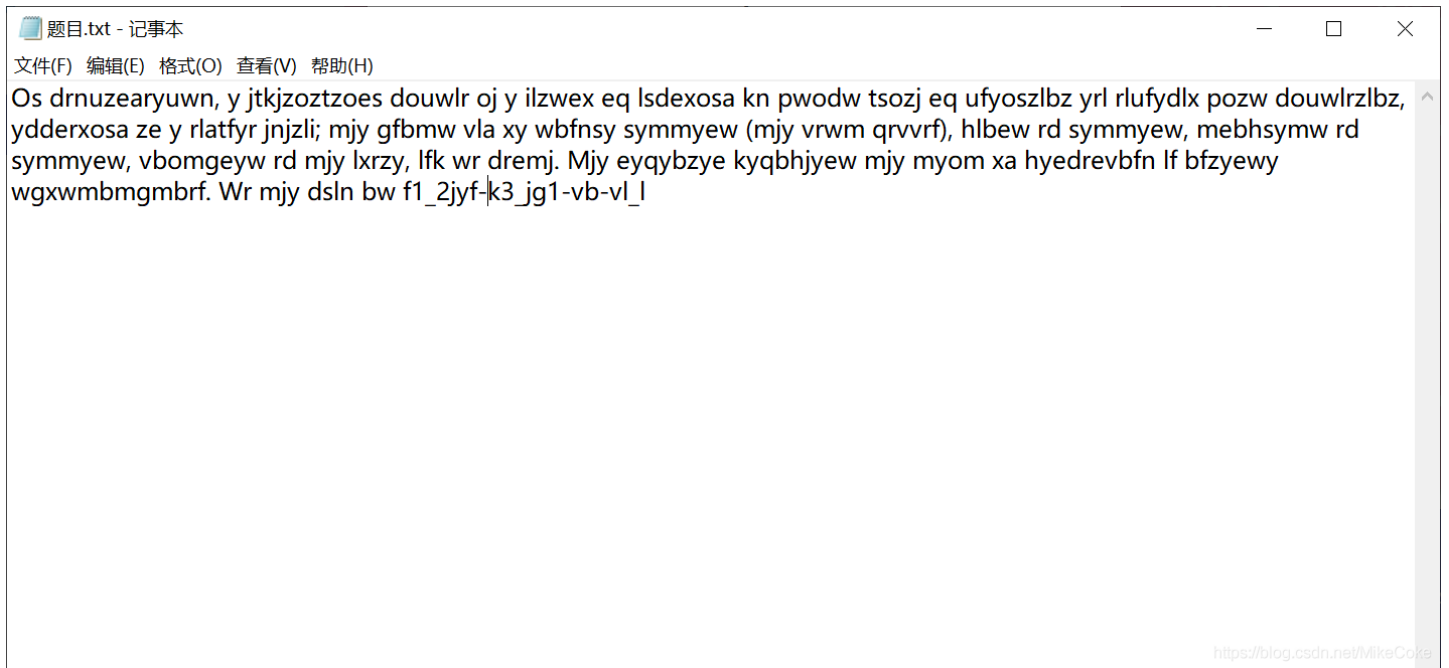 题目.txt - 记事本
文件(F) 编辑(E) 格式(O) 查看(V) 帮助(H)
Os drnuzearyuwn, y jtkjzoztzoes douwlr oj y ilzwex eq lsdexosa kn pwodw tsozj eq ufyoszlbz yrl rlufydlx pozw douwlrzlbz,
ydderxosa ze y rlatfyr jnjzli; mjy gfbmw vla xy wbfnsy symmyew (mjy vrwm qrvvrf), hlbew rd symmyew, mebhsymw rd
symmyew, vbomgeyw rd mjy lxrzy, lfk wr dremj. Mjy eyqybzye kyqbhjyew mjy myom xa hyedrevbfn lf bfzyewy
wgxwmbmgmbrf. Wr mjy dsln bw f1_2jyf-k3_jg1-vb-vl_l
https://blog.csdn.net/MikeCoke